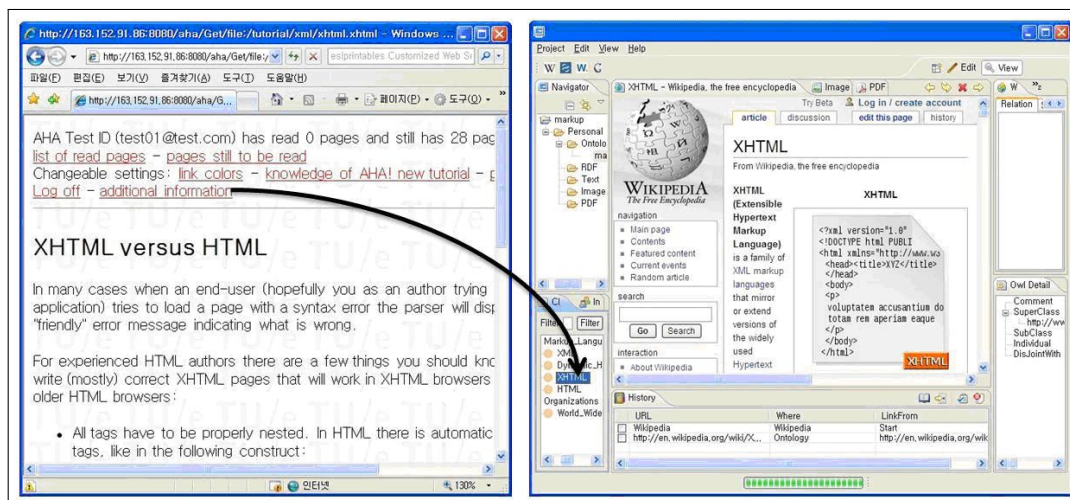 http://163.152.91.86:8080/aha/Get/file:/tutorial/xml/xhtml.xhtml - Windows ...
http://163.152.91.86:8080/aha/Get/file:/
eslprintables Customized Web S
파일(F) 편집(E) 보기(V) 즐겨찾기(A) 도구(T) 도움말(H)
http://163.152.91.86:8080/aha/G...
페이지(P) 도구(O) »
AHA Test ID (test01@test.com) has read 0 pages and still has 28 pag
list of read pages - pages still to be read
Changeable settings: link colors - knowledge of AHA! new tutorial - p
Log off - additional information
XHTML versus HTML
In many cases when an end-user (hopefully you as an author trying
application) tries to load a page with a syntax error the parser will disp
"friendly" error message indicating what is wrong.
For experienced HTML authors there are a few things you should kno
write (mostly) correct XHTML pages that will work in XHTML browsers
older HTML browsers:
• All tags have to be properly nested. In HTML there is automatic
tags, like in the following construct:
인터넷
130%
Project Edit View Help
W W. C
Edit View
Navigator
markup
Personal
Ontolo
ma
RDF
Text
Image
PDF
Cl In
Filter Filter
Markup_Langu
XML
Dynamic_H
XHTML
HTML
Organizations
World_Wide
XHTML - Wikipedia, the free encyclopedia
Image
PDF
Try Beta Log in / create account
article discussion edit this page history
WIKIPEDIA
The Free Encyclopedia
navigation
Main page
Contents
Featured content
Current events
Random article
search
Go Search
interaction
About Wikipedia
XHTML
From Wikipedia, the free encyclopedia
XHTML
(Extensible
Hypertext
Markup
Language)
is a family of
XML markup
languages
that mirror
or extend
versions of
the widely
used
Hypertext
XHTML
<?xml version="1.0"
<!DOCTYPE html PUBLI
<html xmlns="http://www.w3
<head><title>XYZ</title>
</head>
<body>
<p>
voluptatem accusantium do
totam rem aperiam eaque
</p>
</body>
</html>
XHTML
History
URL Where LinkFrom
Wikipedia Wikipedia Start
http://en.wikipedia.org/wiki/X... Ontology http://en.wikipedia.org/wik
W »2
Relation
Owl Detail
Comment
SuperClass
http://ww
SubClass
Individual
DisJointWith